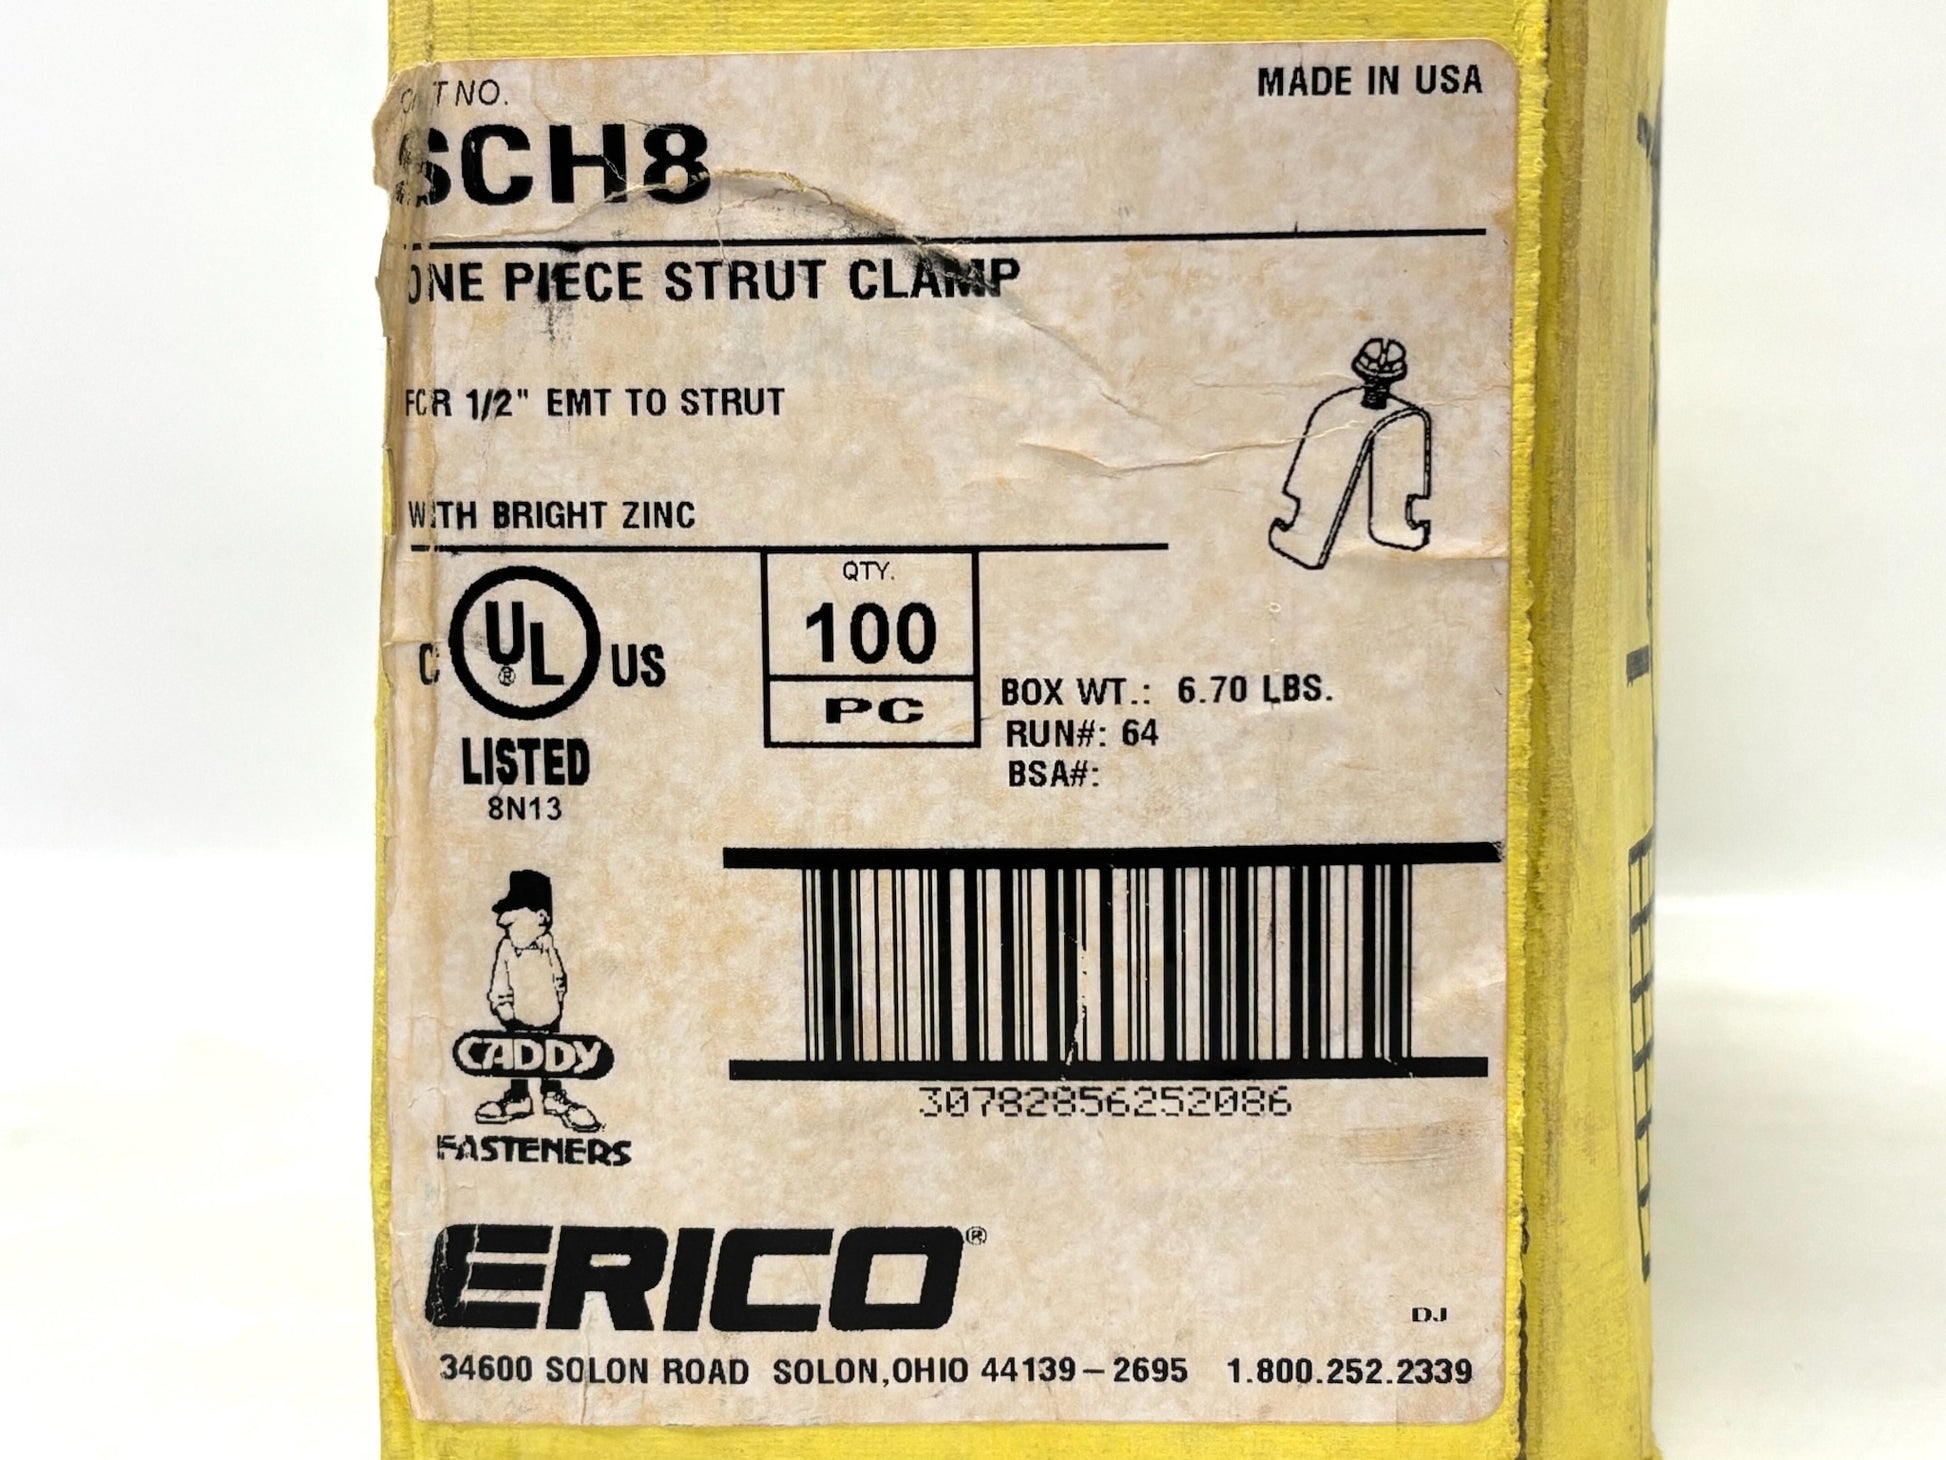 CAT NO.
MADE IN USA
SCH8
ONE PIECE STRUT CLAMP
FOR 1/2" EMT TO STRUT
WITH BRIGHT ZINC
QTY.
100
PC
C UL® US
LISTED
8N13
BOX WT.: 6.70 LBS.
RUN#: 64
BSA#:
30782856252086
CADDY
FASTENERS
ERICO®
DJ
34600 SOLON ROAD SOLON,OHIO 44139-2695 1.800.252.2339